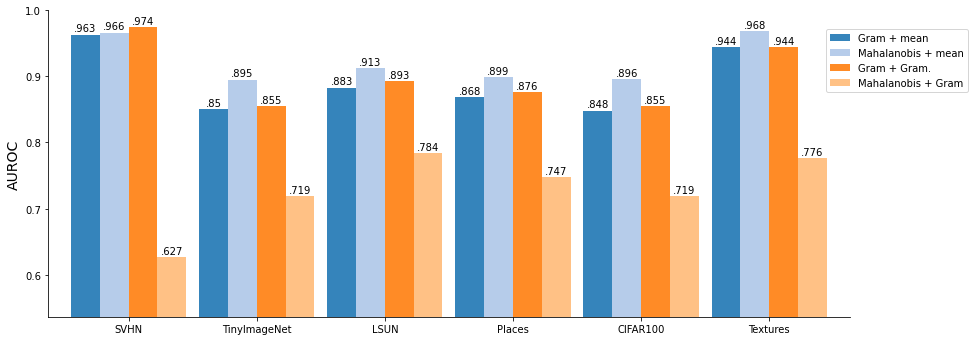 AUROC
1.0
0.9
0.8
0.7
0.6
.963
.966
.974
.627
.85
.895
.855
.719
.883
.913
.893
.784
.868
.899
.876
.747
.848
.896
.855
.719
.944
.968
.944
.776
SVHN
TinyImageNet
LSUN
Places
CIFAR100
Textures
Gram + mean
Mahalanobis + mean
Gram + Gram.
Mahalanobis + Gram